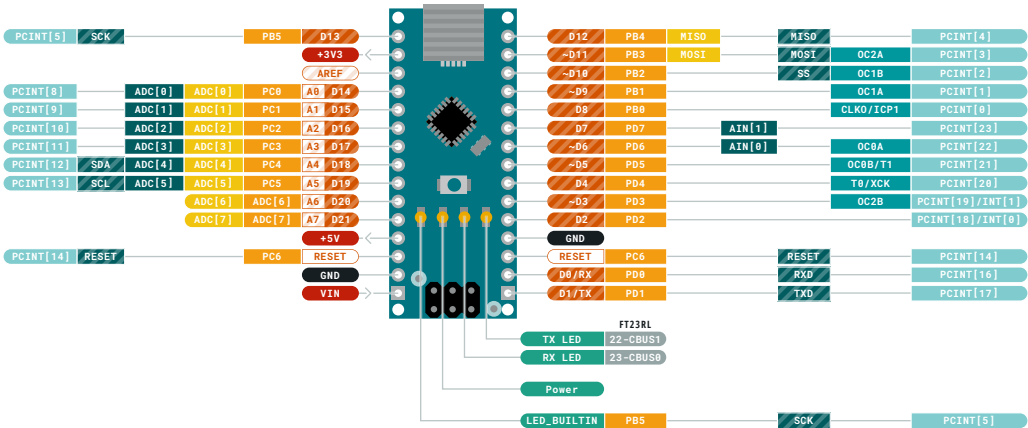 PCINT[5] SCK PB5 D13 D12 PB4 MISO MISO PCINT[4]
+3V3 ~D11 PB3 MOSI MOSI OC2A PCINT[3]
AREF ~D10 PB2 SS OC1B PCINT[2]
PCINT[8] ADC[0] ADC[0] PC0 A0 D14 ~D9 PB1 OC1A PCINT[1]
PCINT[9] ADC[1] ADC[1] PC1 A1 D15 D8 PB0 CLKO/ICP1 PCINT[0]
PCINT[10] ADC[2] ADC[2] PC2 A2 D16 D7 PD7 AIN[1] PCINT[23]
PCINT[11] ADC[3] ADC[3] PC3 A3 D17 ~D6 PD6 AIN[0] OC0A PCINT[22]
PCINT[12] SDA ADC[4] ADC[4] PC4 A4 D18 ~D5 PD5 OC0B/T1 PCINT[21]
PCINT[13] SCL ADC[5] ADC[5] PC5 A5 D19 D4 PD4 T0/XCK PCINT[20]
ADC[6] ADC[6] A6 D20 ~D3 PD3 OC2B PCINT[19]/INT[1]
ADC[7] ADC[7] A7 D21 D2 PD2 PCINT[18]/INT[0]
+5V GND
PCINT[14] RESET PC6 RESET RESET PC6 RESET PCINT[14]
GND D0/RX PD0 RXD PCINT[16]
VIN D1/TX PD1 TXD PCINT[17]
FT23RL
TX LED 22-CBUS1
RX LED 23-CBUS0
Power
LED_BUILTIN PB5 SCK PCINT[5]